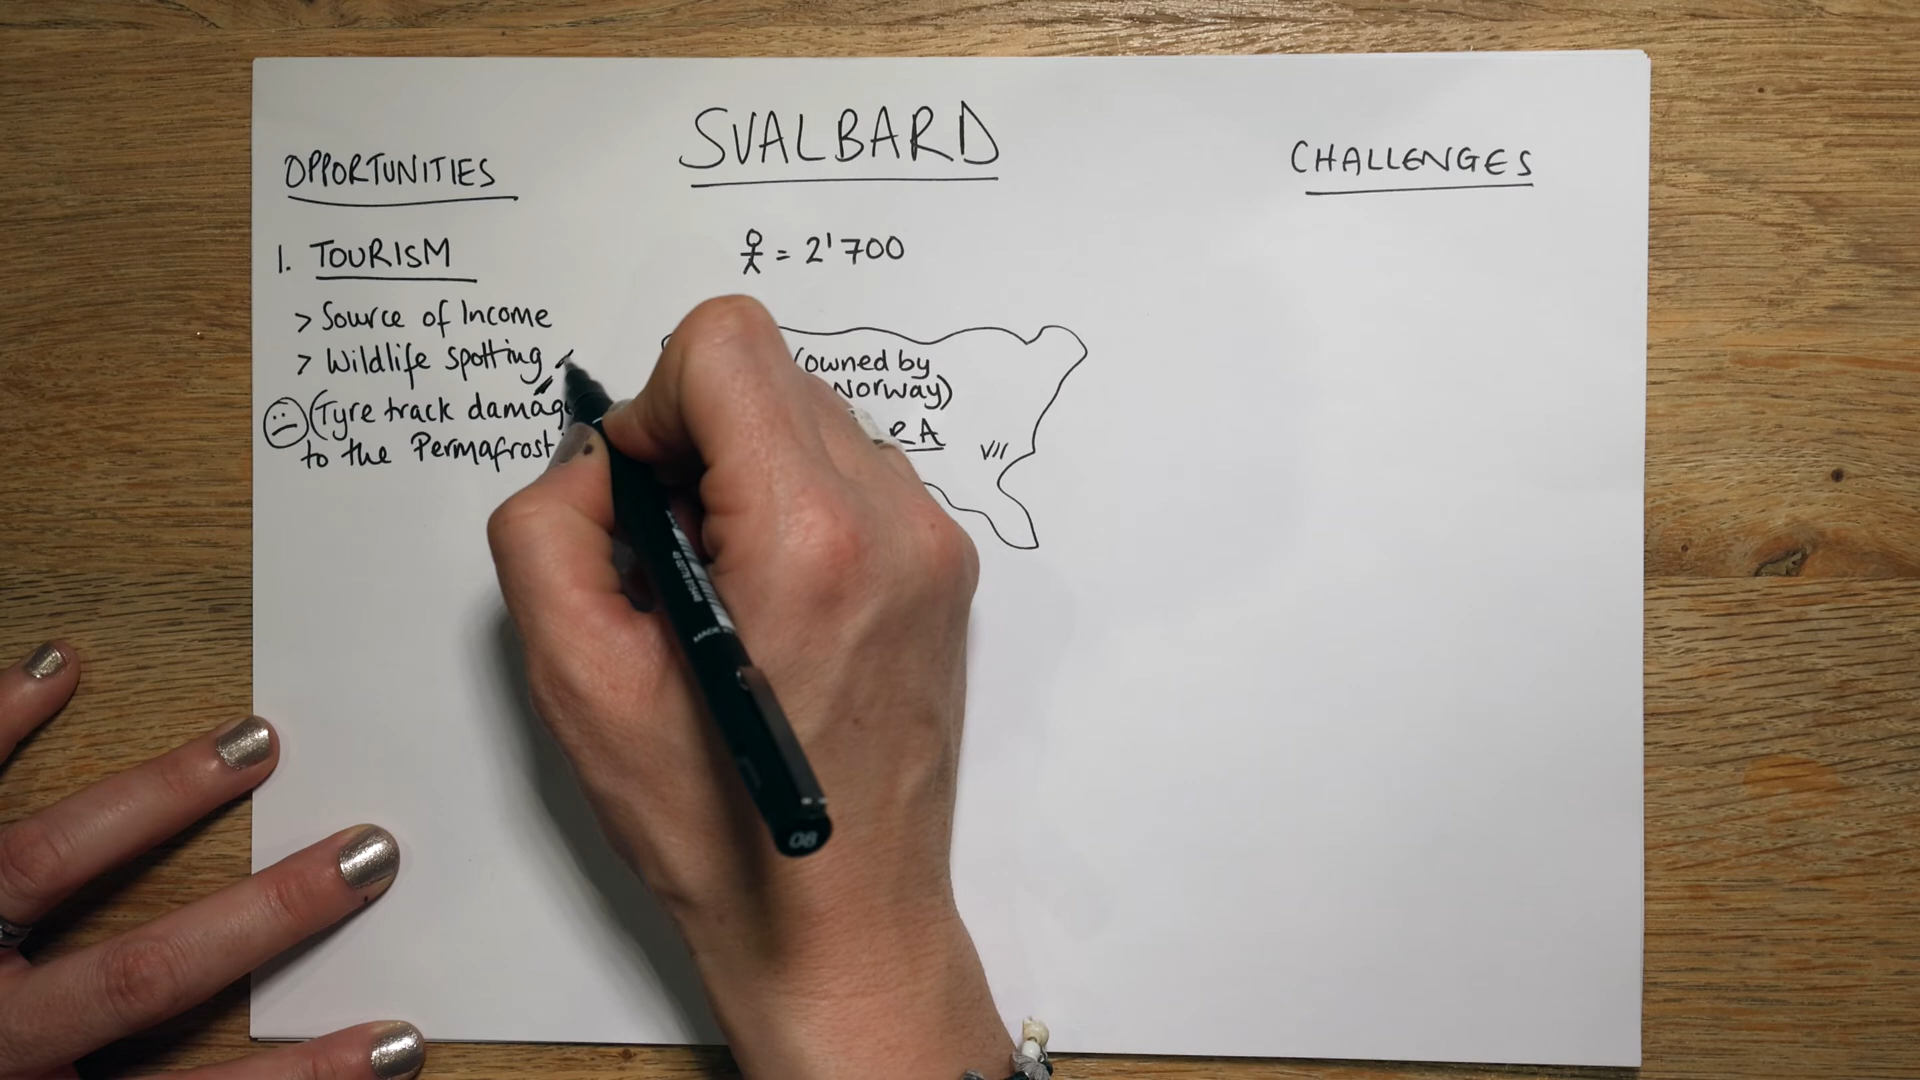 SVALBARD
OPPORTUNITIES
CHALLENGES
1. TOURISM
> Source of Income
> Wildlife Spotting
(Tyre track
to the Permafrost
= 2'700
(owned by
Norway)
08